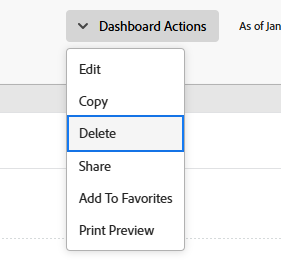 Dashboard Actions
As of Jan
Edit
Copy
Delete
Share
Add To Favorites
Print Preview